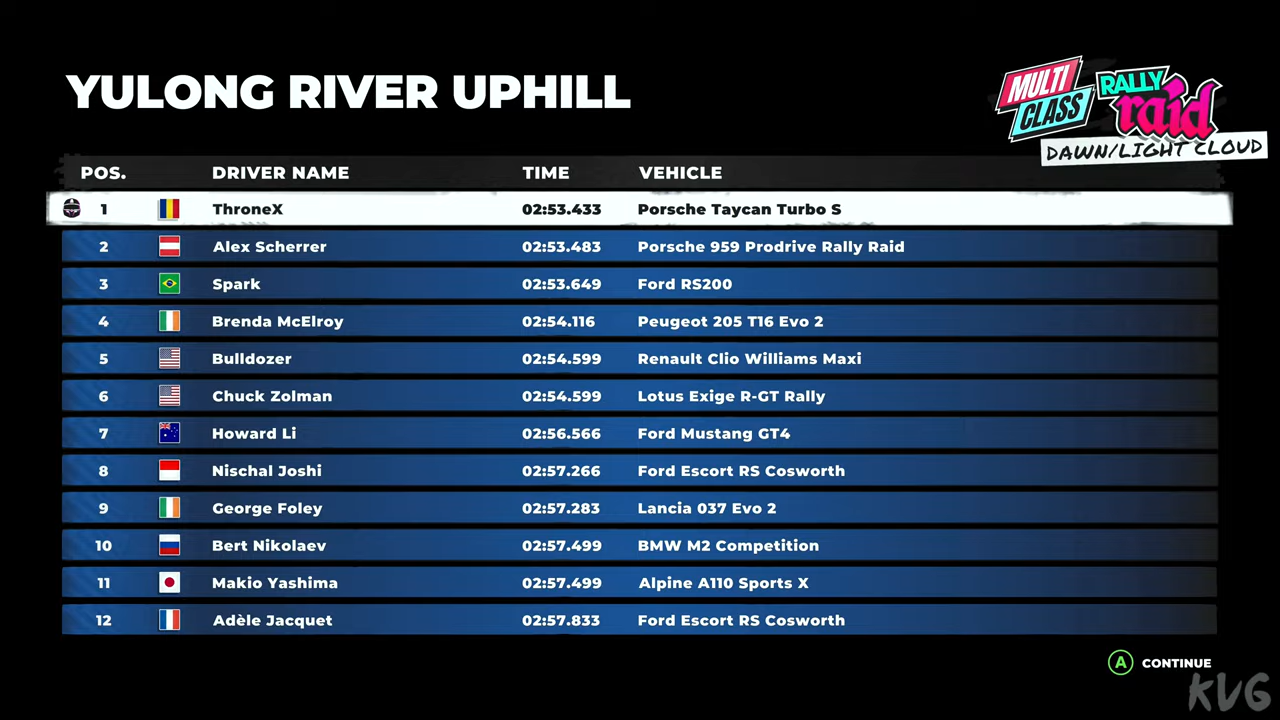 YULONG RIVER UPHILL
MULTI CLASS
RALLY raid
DAWN/LIGHT CLOUD
POS. DRIVER NAME TIME VEHICLE
1 ThroneX 02:53.433 Porsche Taycan Turbo S
2 Alex Scherrer 02:53.483 Porsche 959 Prodrive Rally Raid
3 Spark 02:53.649 Ford RS200
4 Brenda McElroy 02:54.116 Peugeot 205 T16 Evo 2
5 Bulldozer 02:54.599 Renault Clio Williams Maxi
6 Chuck Zolman 02:54.599 Lotus Exige R-GT Rally
7 Howard Li 02:56.566 Ford Mustang GT4
8 Nischal Joshi 02:57.266 Ford Escort RS Cosworth
9 George Foley 02:57.283 Lancia 037 Evo 2
10 Bert Nikolaev 02:57.499 BMW M2 Competition
11 Makio Yashima 02:57.499 Alpine A110 Sports X
12 Adèle Jacquet 02:57.833 Ford Escort RS Cosworth
A CONTINUE
KVG